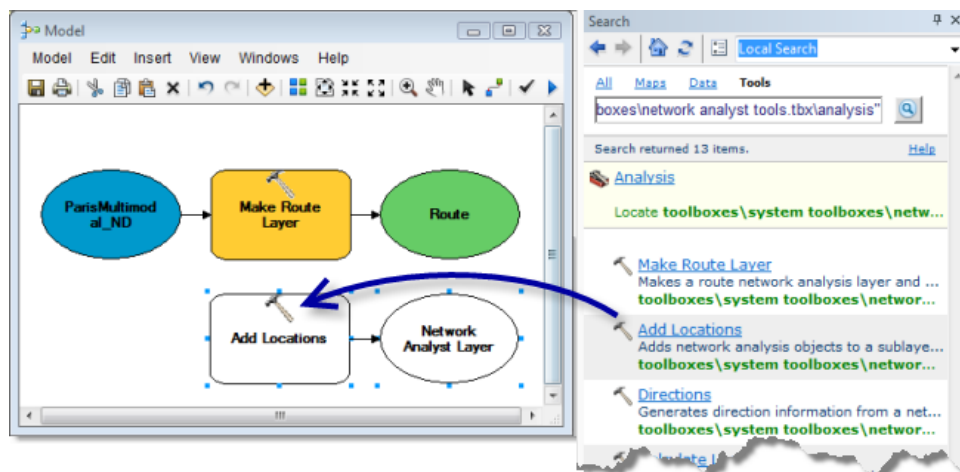 Model
Model Edit Insert View Windows Help
ParisMultimod
al_ND
Make Route
Layer
Route
Add Locations
Network
Analyst Layer
Search
Local Search
All Maps Data Tools
boxes\network analyst tools.tbx\analysis"
Search returned 13 items. Help
Analysis
Locate toolboxes\system toolboxes\netw...
Make Route Layer
Makes a route network analysis layer and ...
toolboxes\system toolboxes\networ...
Add Locations
Adds network analysis objects to a sublaye...
toolboxes\system toolboxes\networ...
Directions
Generates direction information from a net...
toolboxes\system toolboxes\networ...